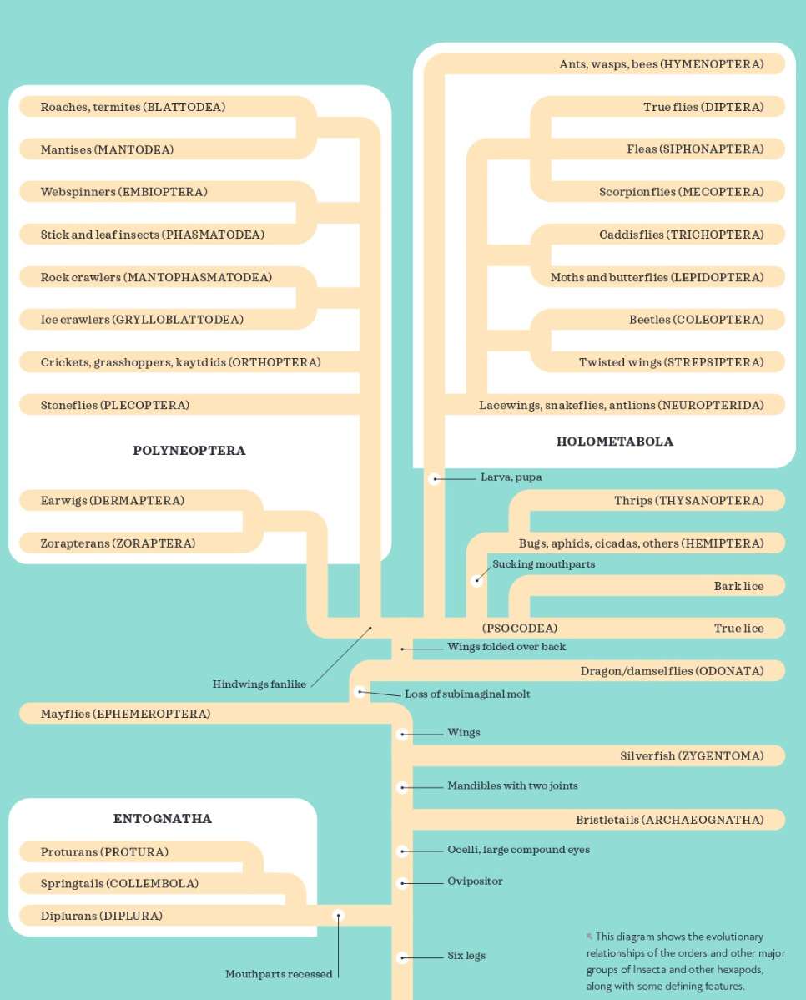 Ants, wasps, bees (HYMENOPTERA)
Roaches, termites (BLATTODEA)
True flies (DIPTERA)
Mantises (MANTODEA)
Fleas (SIPHONAPTERA)
Webspinners (EMBIOPTERA)
Scorpionflies (MECOPTERA)
Stick and leaf insects (PHASMATODEA)
Caddisflies (TRICHOPTERA)
Rock crawlers (MANTOPHASMATODEA)
Moths and butterflies (LEPIDOPTERA)
Ice crawlers (GRYLLOBLATTODEA)
Beetles (COLEOPTERA)
Crickets, grasshoppers, kaytdids (ORTHOPTERA)
Twisted wings (STREPSIPTERA)
Stoneflies (PLECOPTERA)
Lacewings, snakeflies, antlions (NEUROPTERIDA)
POLYNEOPTERA
HOLOMETABOLA
Larva, pupa
Earwigs (DERMAPTERA)
Thrips (THYSANOPTERA)
Zorapterans (ZORAPTERA)
Bugs, aphids, cicadas, others (HEMIPTERA)
Sucking mouthparts
Bark lice
(PSOCODEA)
True lice
Wings folded over back
Dragon/damselflies (ODONATA)
Hindwings fanlike
Loss of subimaginal molt
Mayflies (EPHEMEROPTERA)
Wings
Silverfish (ZYGENTOMA)
Mandibles with two joints
ENTOGNATHA
Bristletails (ARCHAEOGNATHA)
Proturans (PROTURA)
Ocelli, large compound eyes
Springtails (COLLEMBOLA)
Ovipositor
Diplurans (DIPLURA)
Six legs
Mouthparts recessed
This diagram shows the evolutionary
relationships of the orders and other major
groups of Insecta and other hexapods,
along with some defining features.